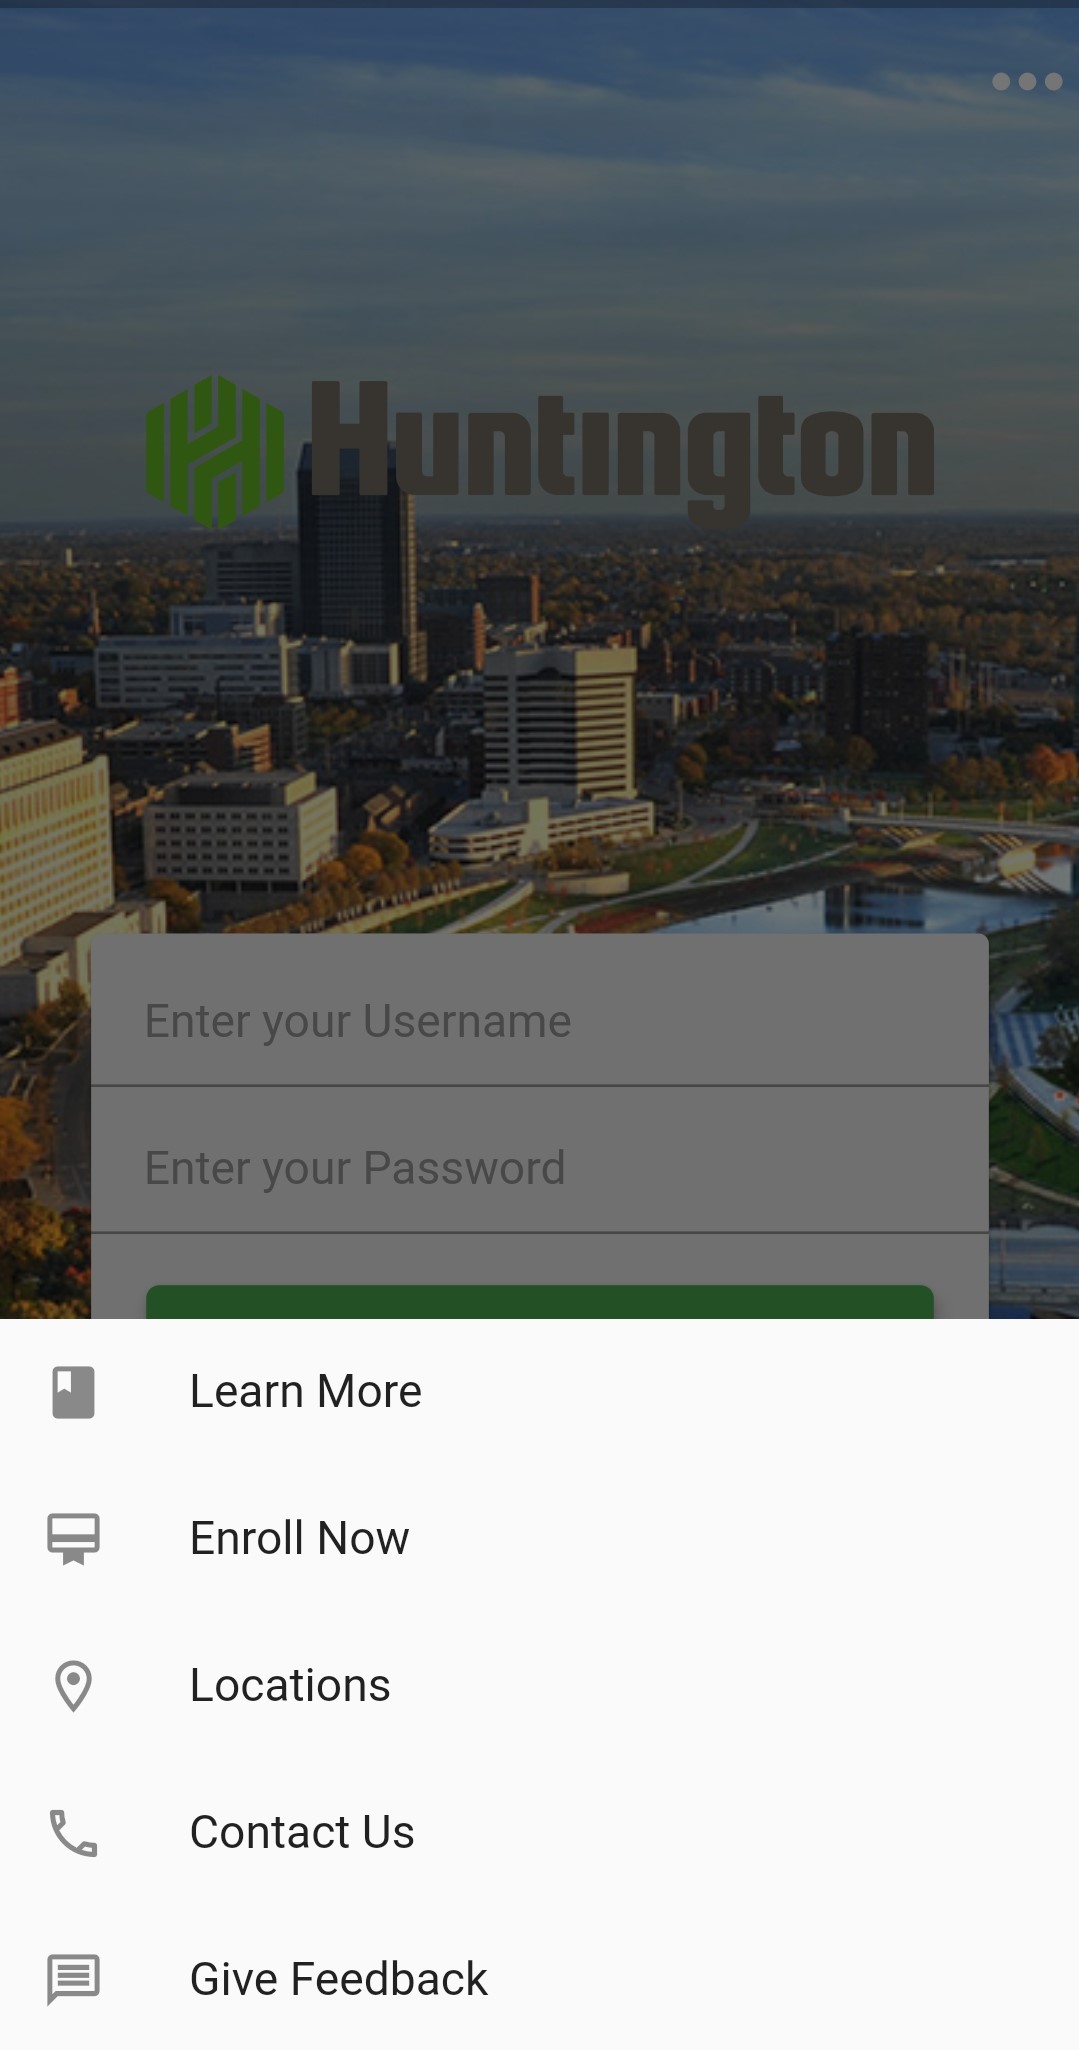 Huntington
Enter your Username
Enter your Password
Learn More
Enroll Now
Locations
Contact Us
Give Feedback